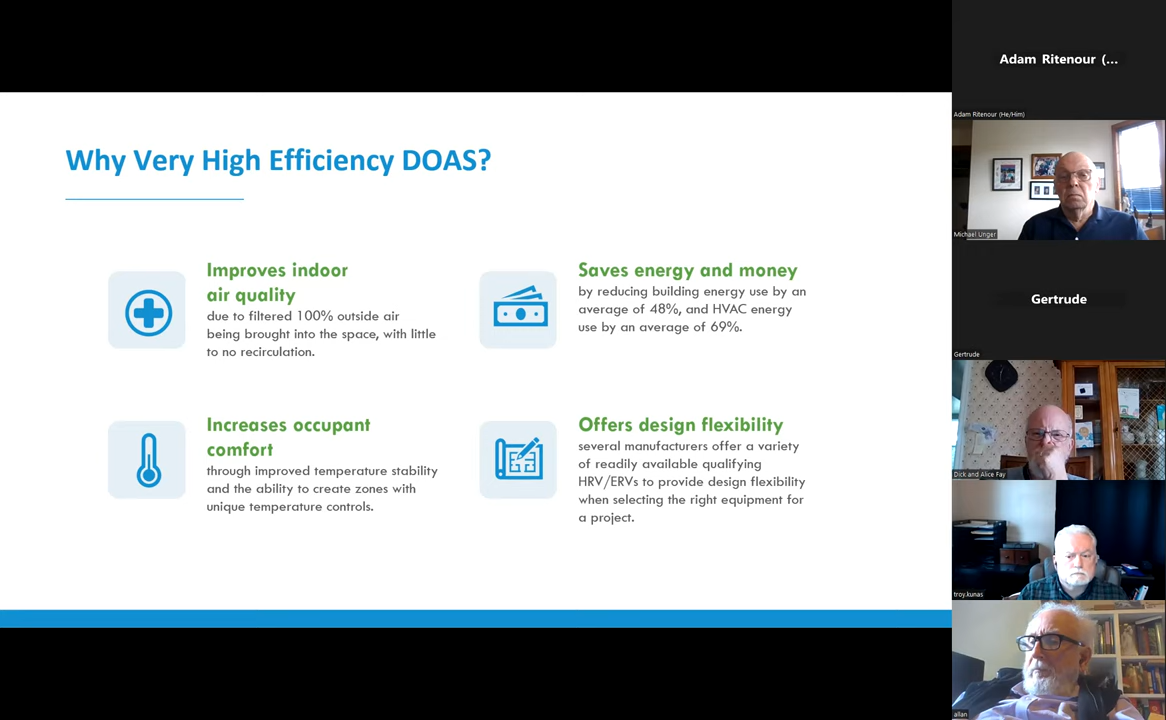 Why Very High Efficiency DOAS?
Improves indoor
air quality
due to filtered 100% outside air
being brought into the space, with little
to no recirculation.
Saves energy and money
by reducing building energy use by an
average of 48%, and HVAC energy
use by an average of 69%.
Increases occupant
comfort
through improved temperature stability
and the ability to create zones with
unique temperature controls.
Offers design flexibility
several manufacturers offer a variety
of readily available qualifying
HRV/ERVs to provide design flexibility
when selecting the right equipment for
a project.
Adam Ritenour (...
Adam Ritenour (He/Him)
Michael Unger
Gertrude
Gertrude
Dick and Alice Fay
troy.kunas
allan